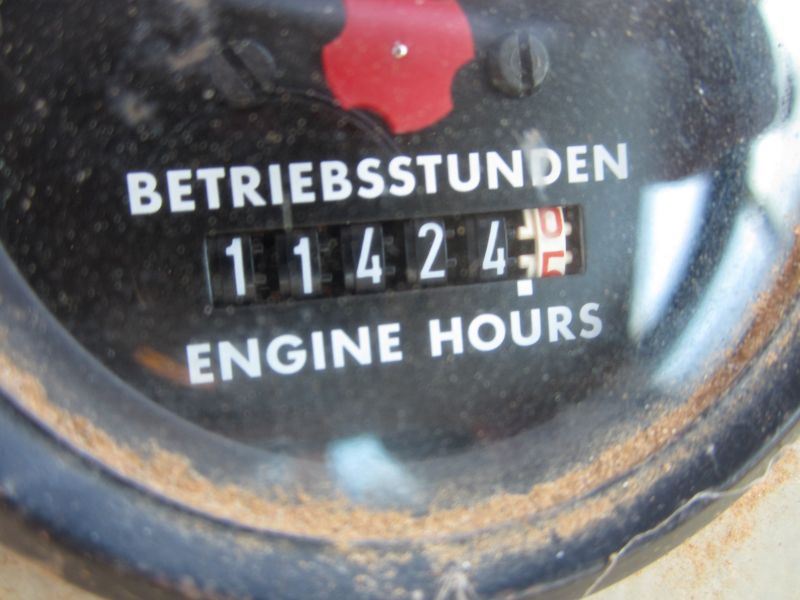 BETRIEBSSTUNDEN
11424.
ENGINE HOURS